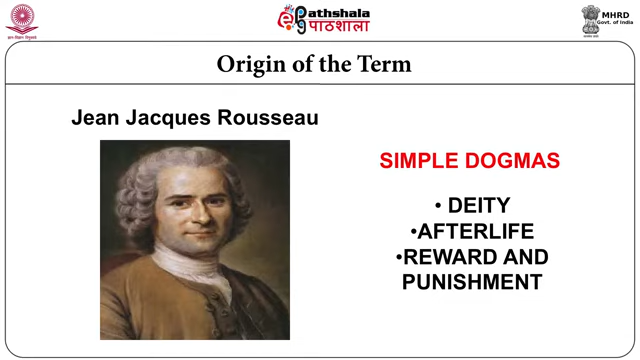 Pathshala
पाठशाला
MHRD
Govt. of India
Origin of the Term
Jean Jacques Rousseau
SIMPLE DOGMAS
• DEITY
•AFTERLIFE
•REWARD AND
PUNISHMENT